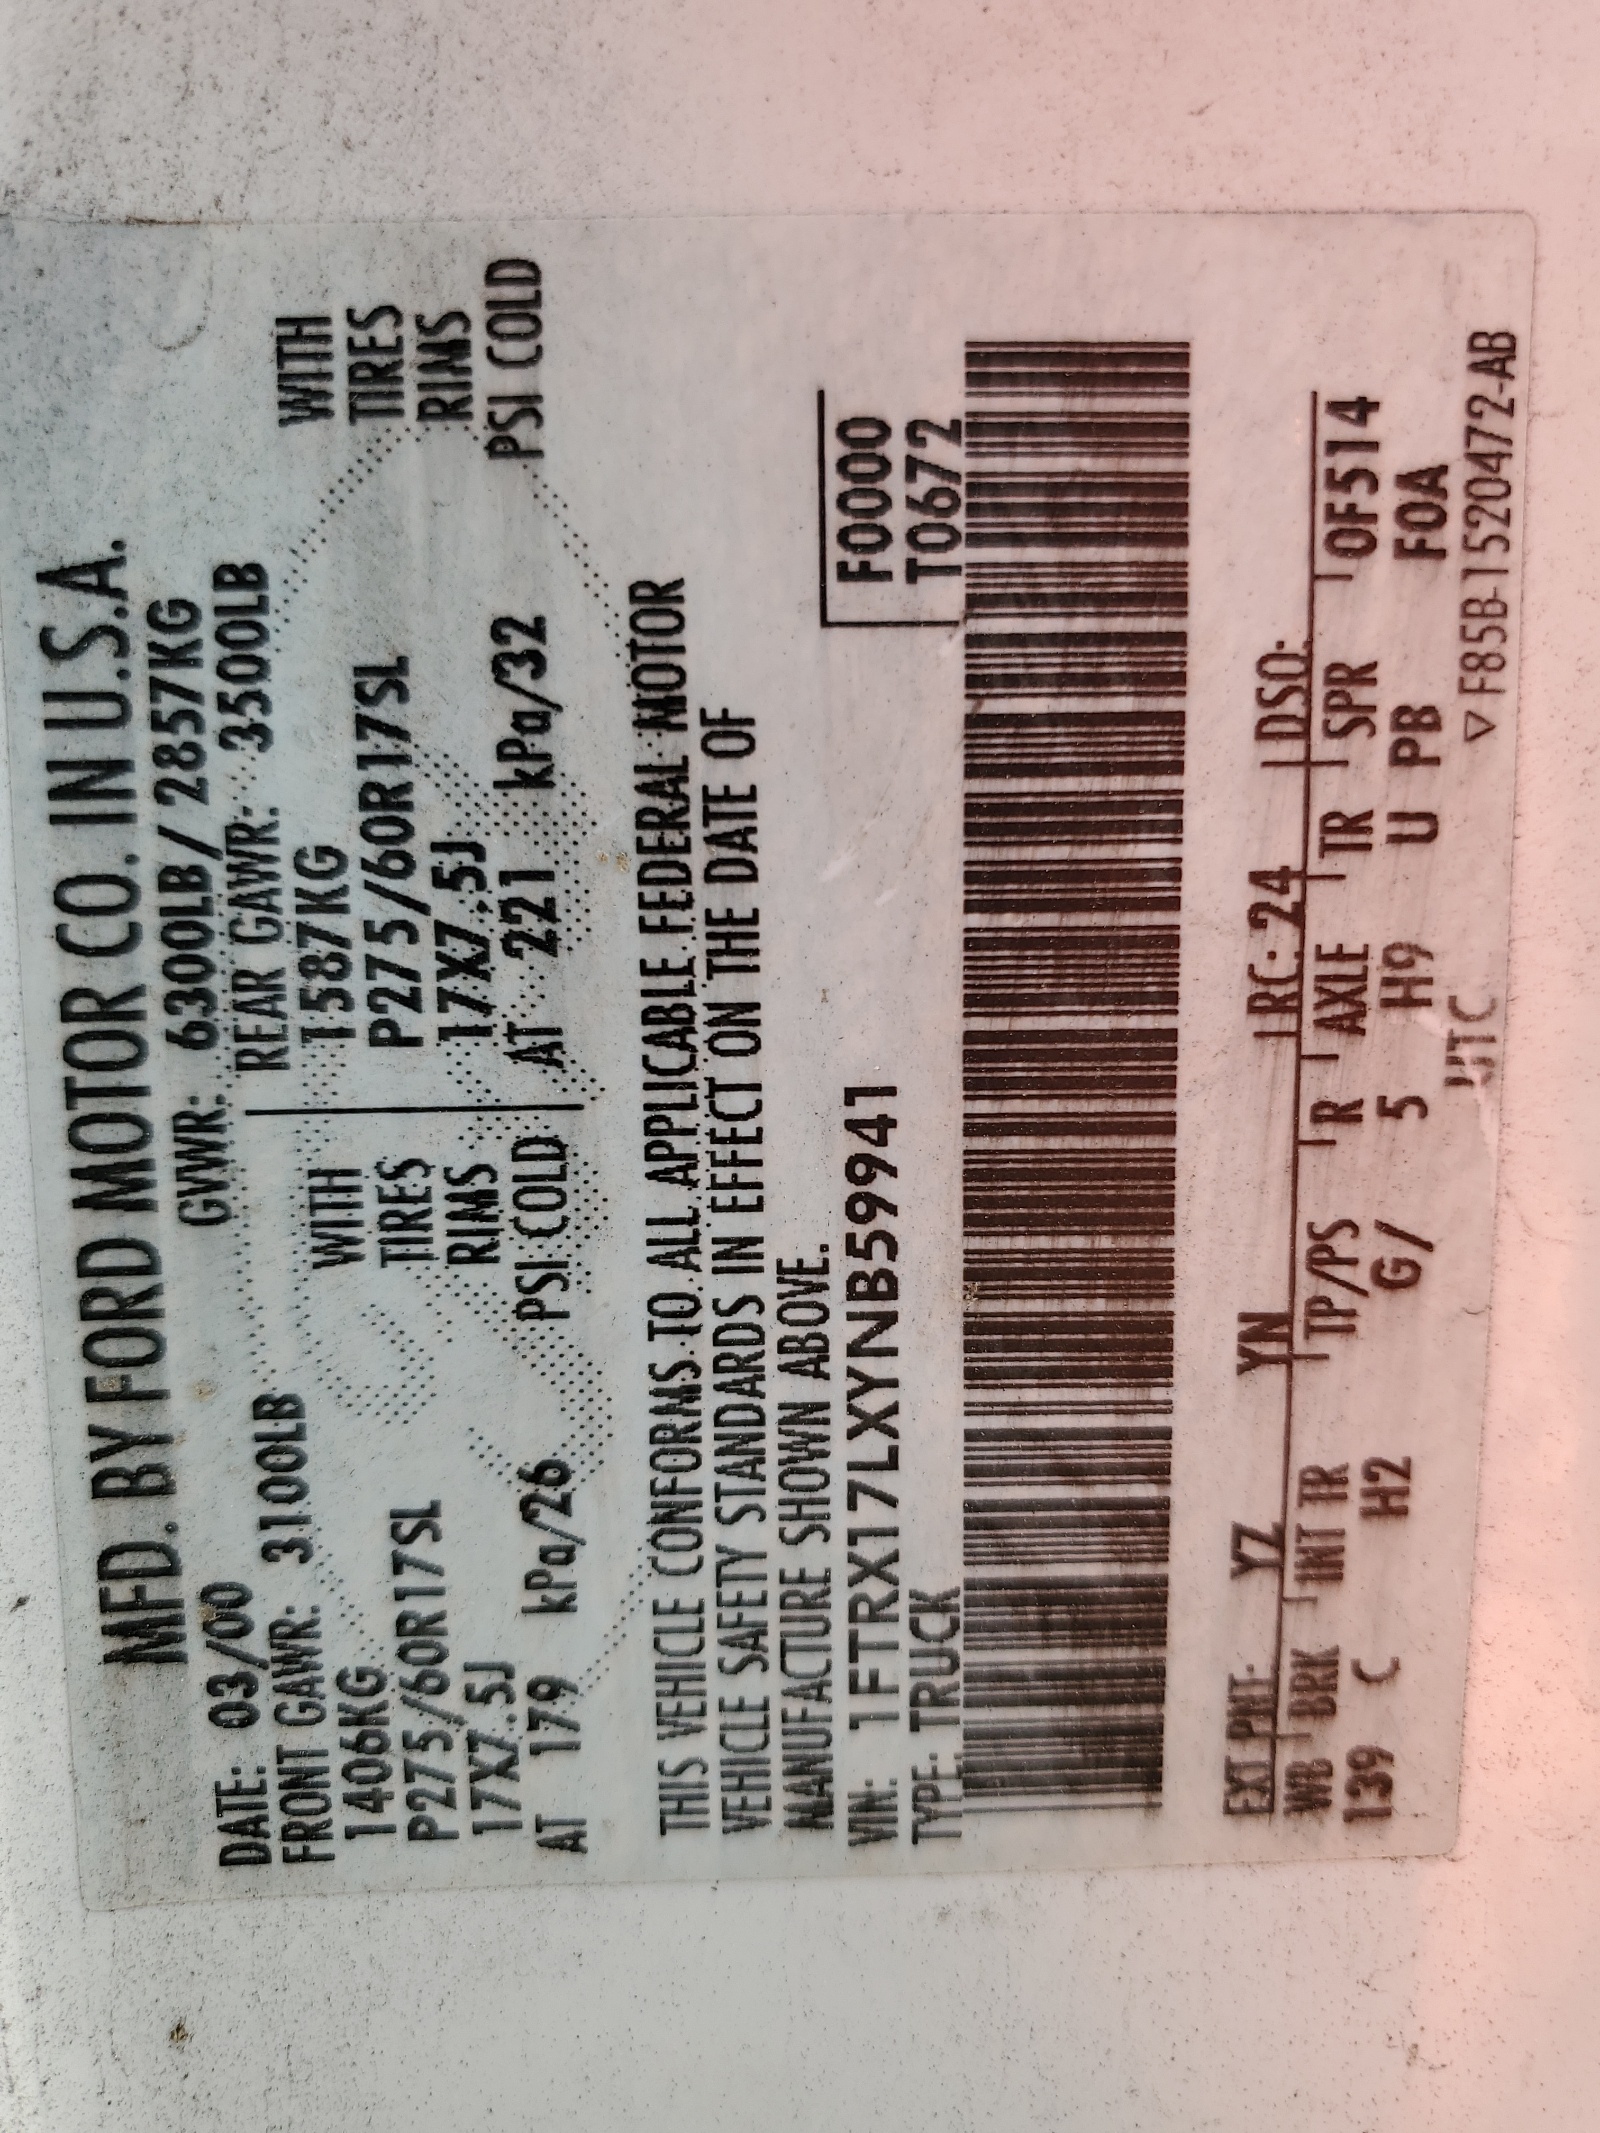 MFD. BY FORD MOTOR CO. IN U.S.A.
DATE: 03/00 GVWR: 6300LB / 2857KG
FRONT GAWR: 3100LB REAR GAWR: 3500LB
1406KG WITH 1587KG WITH
P275/60R17SL TIRES P275/60R17SL TIRES
17X7.5J RIMS 17X7.5J RIMS
AT 179 kPa/26 PSI COLD AT 221 kPa/32 PSI COLD
THIS VEHICLE CONFORMS TO ALL APPLICABLE FEDERAL MOTOR
VEHICLE SAFETY STANDARDS IN EFFECT ON THE DATE OF
MANUFACTURE SHOWN ABOVE.
VIN: 1FTRX17LXYNB59941 F0000
TYPE: TRUCK T0672
EXT PNT: YZ YN RC: 24 DSO:
WB BRK INT TR TP/PS R AXLE TR SPR 0F514
139 C H2 G/ 5 H9 U PB F0A
UTC ▽ F85B-1520472-AB